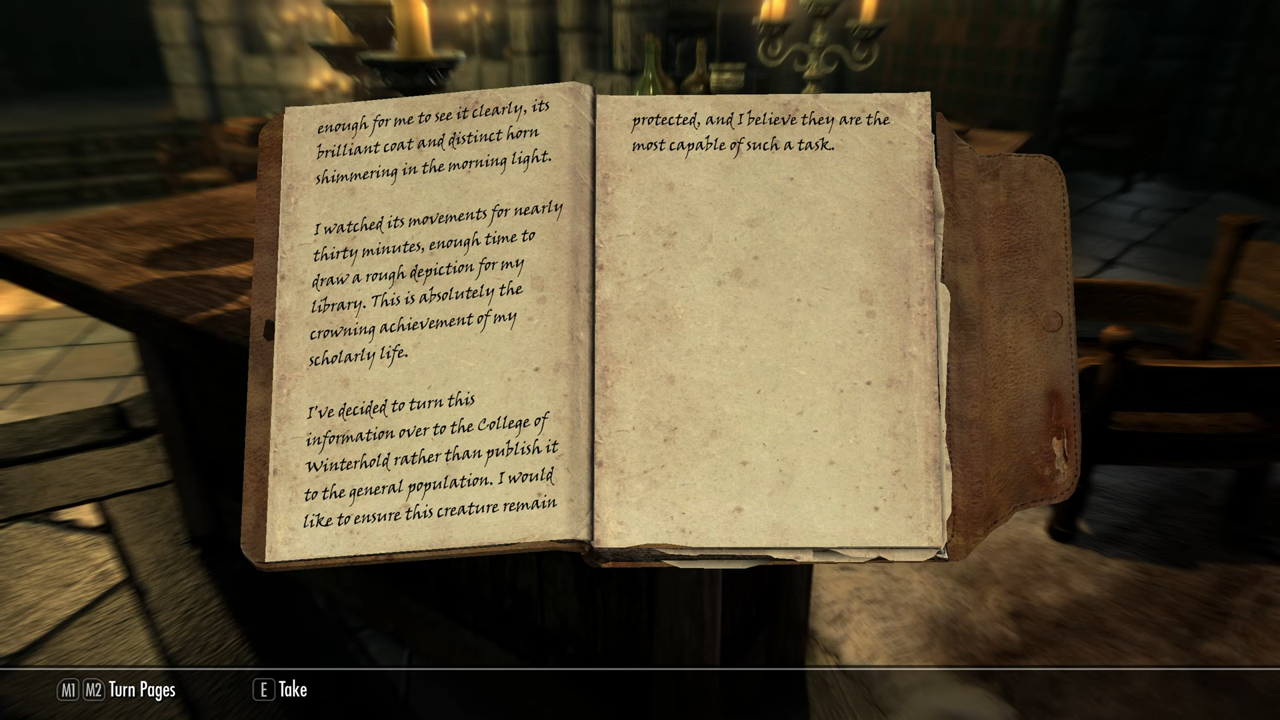 enough for me to see it clearly, its
brilliant coat and distinct horn
shimmering in the morning light.
I watched its movements for nearly
thirty minutes, enough time to
draw a rough depiction for my
library. This is absolutely the
crowning achievement of my
scholarly life.
I've decided to turn this
information over to the College of
Winterhold rather than publish it
to the general population. I would
like to ensure this creature remain
protected, and I believe they are the
most capable of such a task.
M1 M2 Turn Pages
E Take